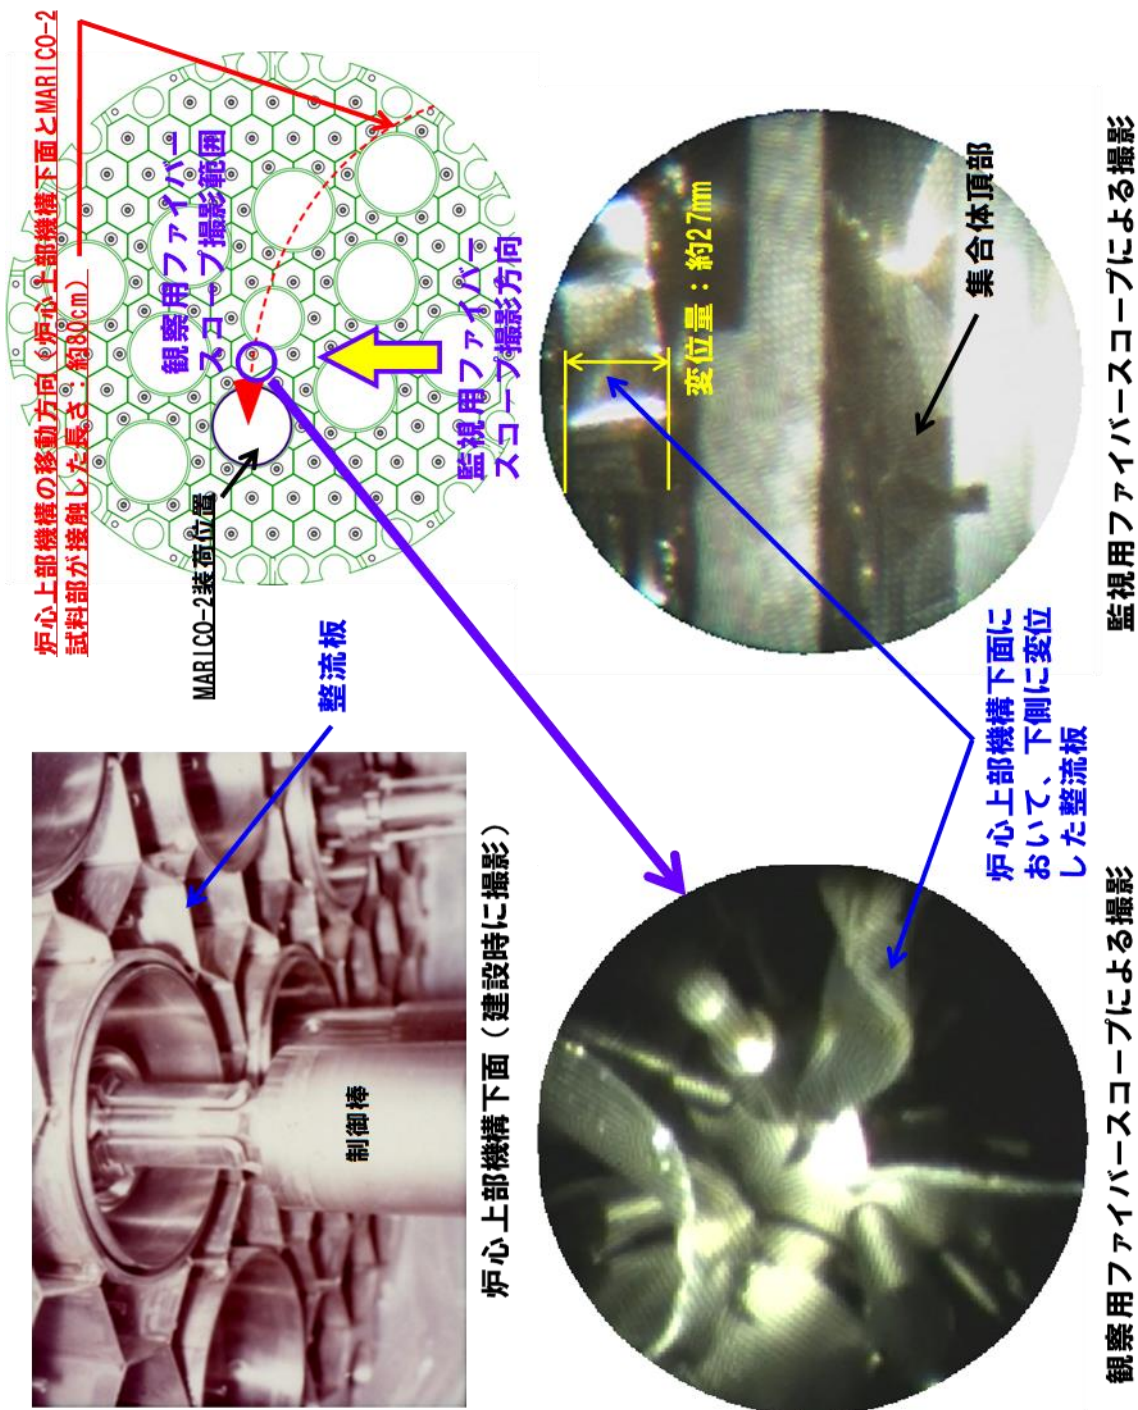 炉心上部機構の移動方向（炉心上部機構下面とMARICO-2
試料部が接触した長さ：約80cm）
観察用ファイバー
スコープ撮影範囲
MARICO-2装荷位置
監視用ファイバー
スコープ撮影方向
整流板
制御棒
炉心上部機構下面（建設時に撮影）
変位量：約27mm
集合体頂部
炉心上部機構下面に
おいて、下側に変位
した整流板
観察用ファイバースコープによる撮影
監視用ファイバースコープによる撮影